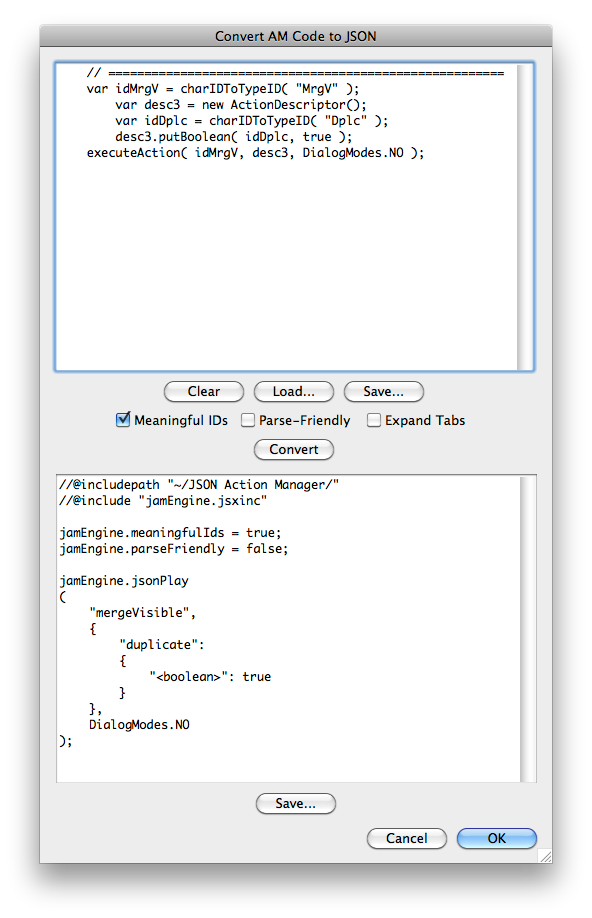 Convert AM Code to JSON
// =======================================================
var idMrgV = charIDToTypeID( "MrgV" );
var desc3 = new ActionDescriptor();
var idDplc = charIDToTypeID( "Dplc" );
desc3.putBoolean( idDplc, true );
executeAction( idMrgV, desc3, DialogModes.NO );
Clear Load... Save...
Meaningful IDs Parse-Friendly Expand Tabs
Convert
//@includepath "~/JSON Action Manager/"
//@include "jamEngine.jsxinc"
jamEngine.meaningfulIds = true;
jamEngine.parseFriendly = false;
jamEngine.jsonPlay
(
"mergeVisible",
{
"duplicate":
{
"<boolean>": true
}
},
DialogModes.NO
);
Save...
Cancel OK